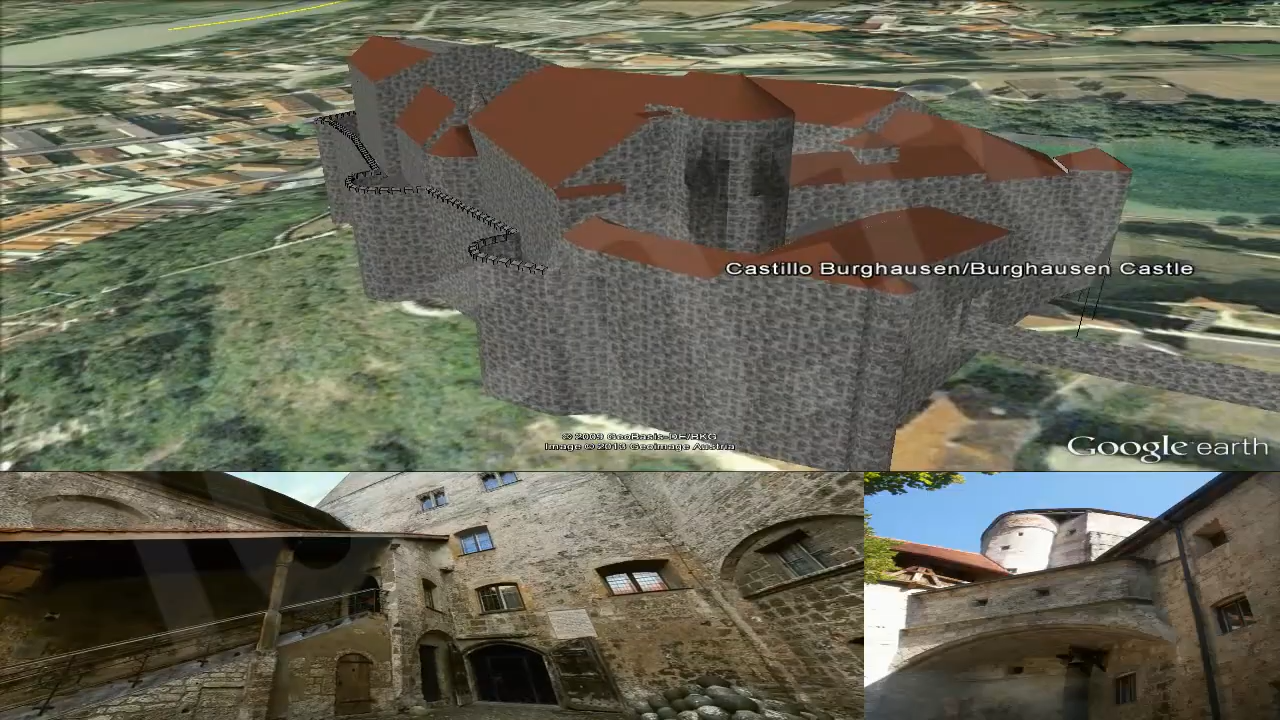 Castillo Burghausen/Burghausen Castle
© 2009 GeoBasis-DE/BKG
Image © 2013 Geoimage Austria
Google earth